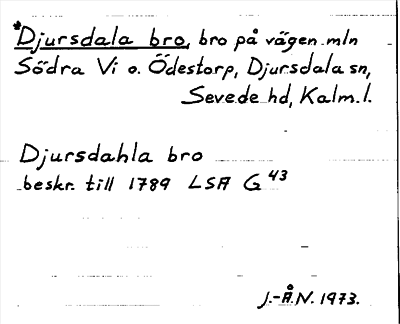 *Djursdala bro, bro på vägen mln
Södra Vi o. Ödestorp, Djursdala sn,
Sevede hd, Kalm. l.
Djursdahla bro
beskr. till 1789 LSA G 43
J.-Å.N. 1973.